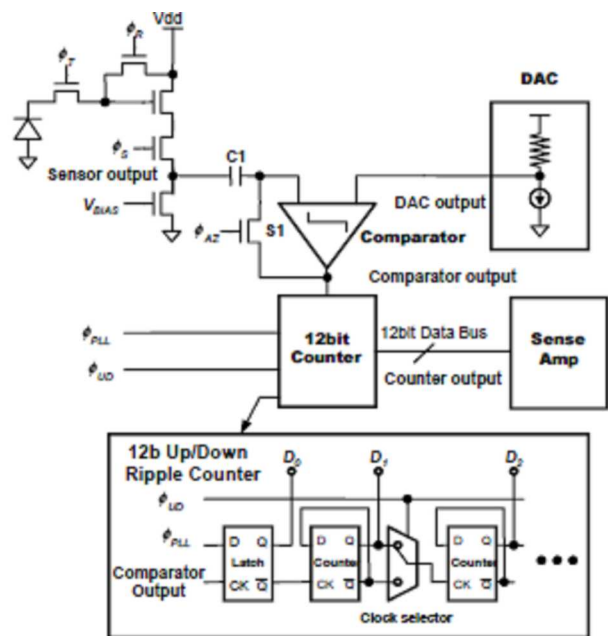 Vdd
ϕR
ϕT
DAC
ϕS
C1
Sensor output
DAC output
VBIAS
S1
ϕAZ
Comparator
Comparator output
12bit
Counter
12bit Data Bus
Sense
Amp
ϕPLL
ϕUD
Counter output
12b Up/Down
Ripple Counter
D0
D1
D2
ϕUD
ϕPLL
D Q
Latch
CK Q̅
D Q
Counter
CK Q̅
D Q
Counter
CK Q̅
Comparator
Output
Clock selector